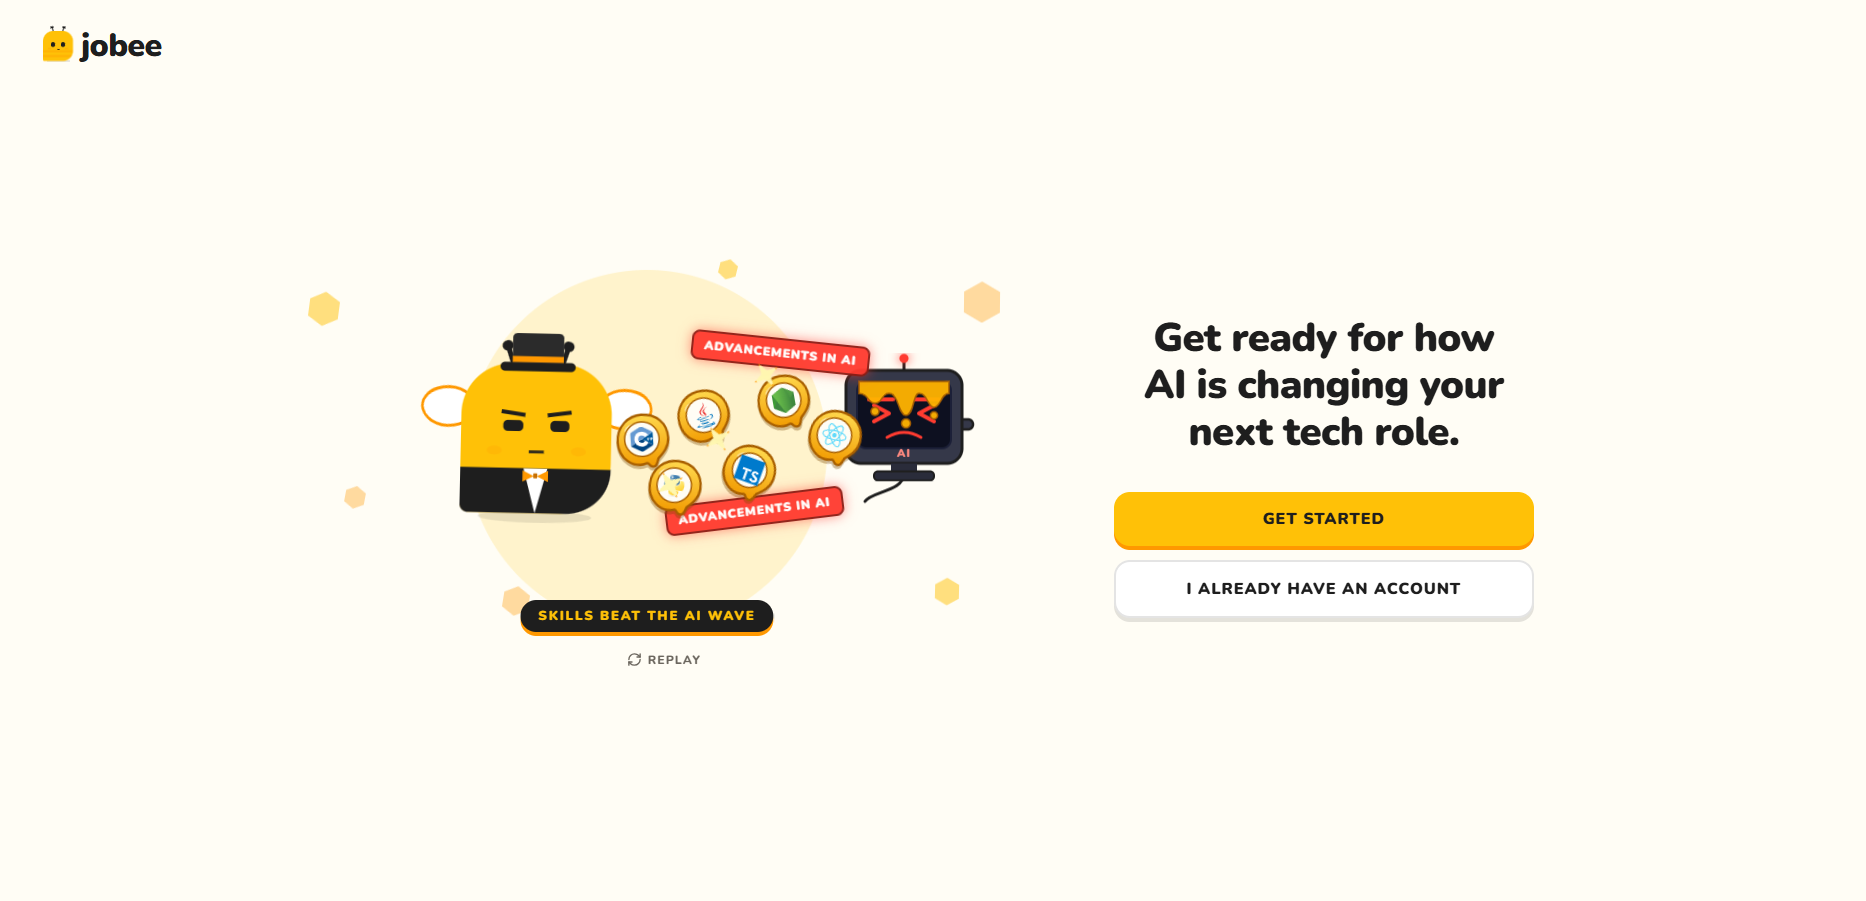 jobee
ADVANCEMENTS IN AI
AI
TS
ADVANCEMENTS IN AI
SKILLS BEAT THE AI WAVE
REPLAY
Get ready for how
AI is changing your
next tech role.
GET STARTED
I ALREADY HAVE AN ACCOUNT